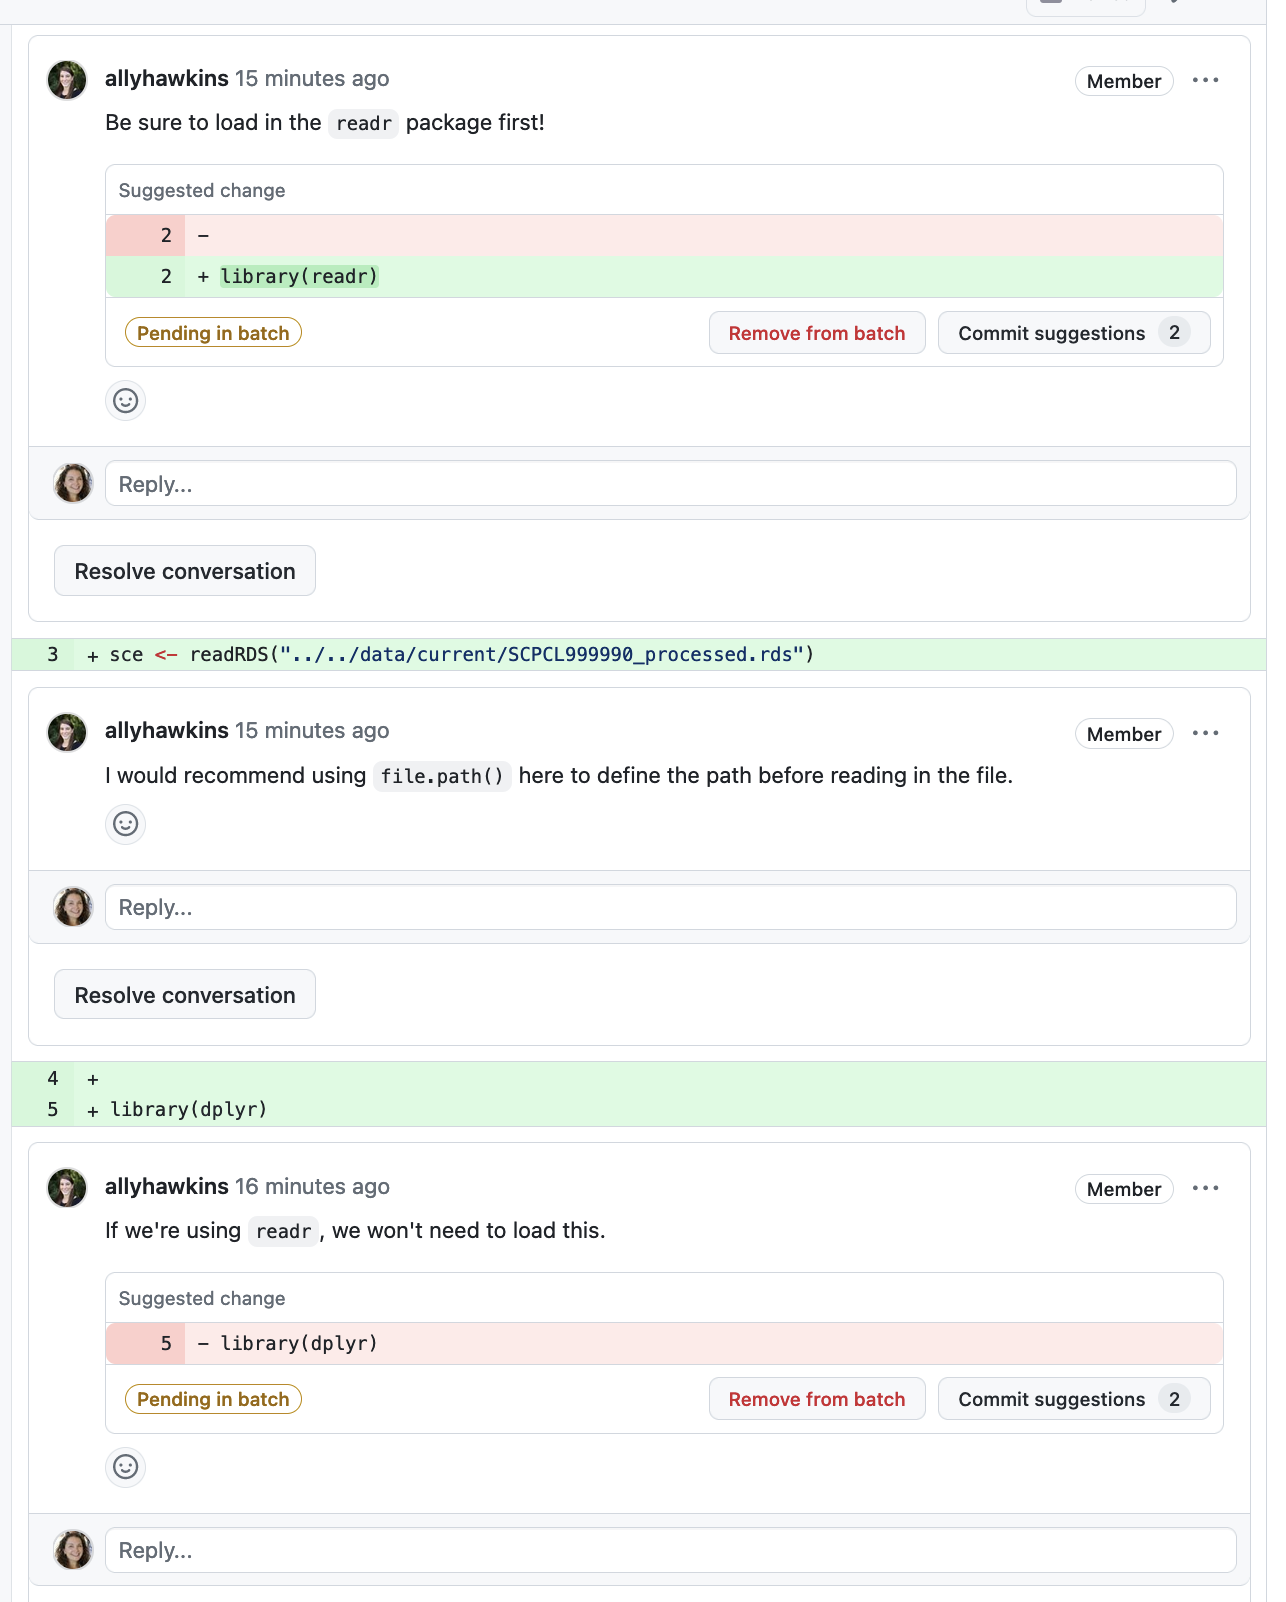 allyhawkins 15 minutes ago Member
Be sure to load in the readr package first!
Suggested change
2 -
2 + library(readr)
Pending in batch Remove from batch Commit suggestions 2
Reply...
Resolve conversation
3 + sce <- readRDS("../../data/current/SCPCL999990_processed.rds")
allyhawkins 15 minutes ago Member
I would recommend using file.path() here to define the path before reading in the file.
Reply...
Resolve conversation
4 +
5 + library(dplyr)
allyhawkins 16 minutes ago Member
If we're using readr, we won't need to load this.
Suggested change
5 - library(dplyr)
Pending in batch Remove from batch Commit suggestions 2
Reply...